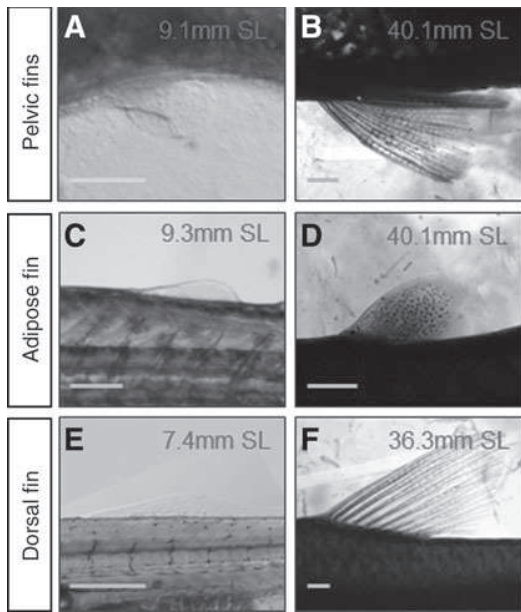 Pelvic fins
A 9.1mm SL
B 40.1mm SL
Adipose fin
C 9.3mm SL
D 40.1mm SL
Dorsal fin
E 7.4mm SL
F 36.3mm SL